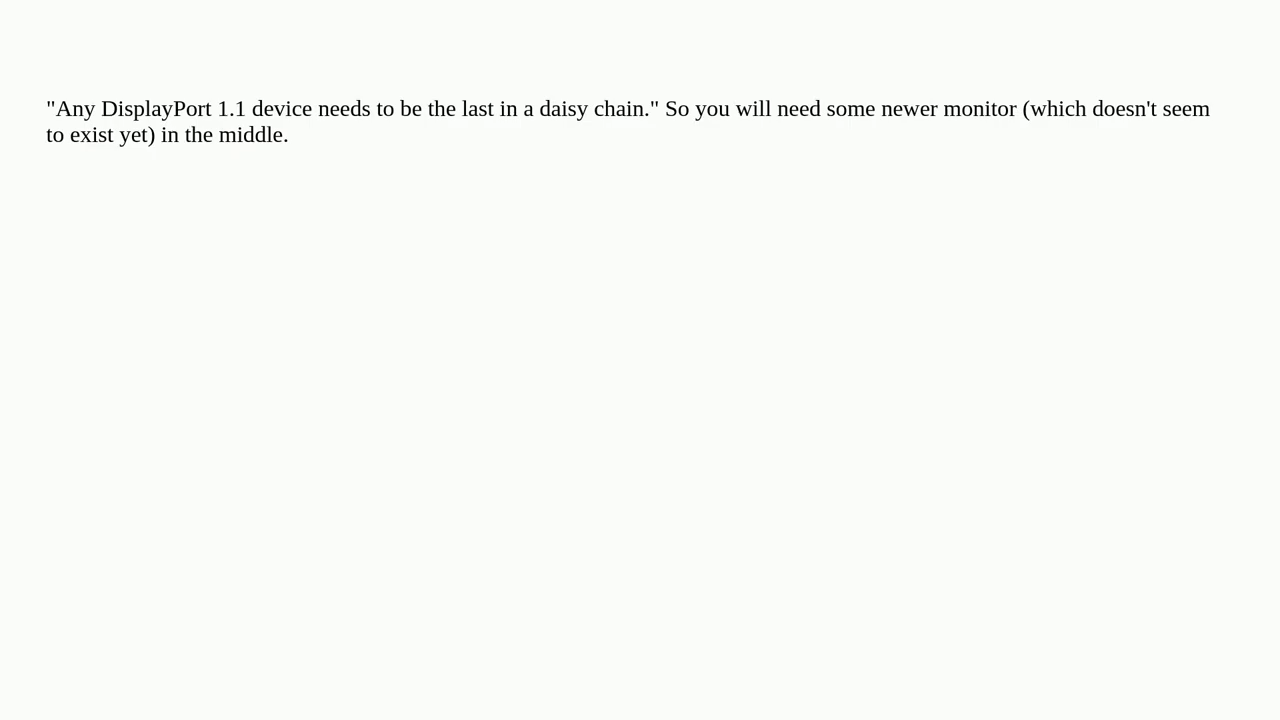 "Any DisplayPort 1.1 device needs to be the last in a daisy chain." So you will need some newer monitor (which doesn't seem
to exist yet) in the middle.